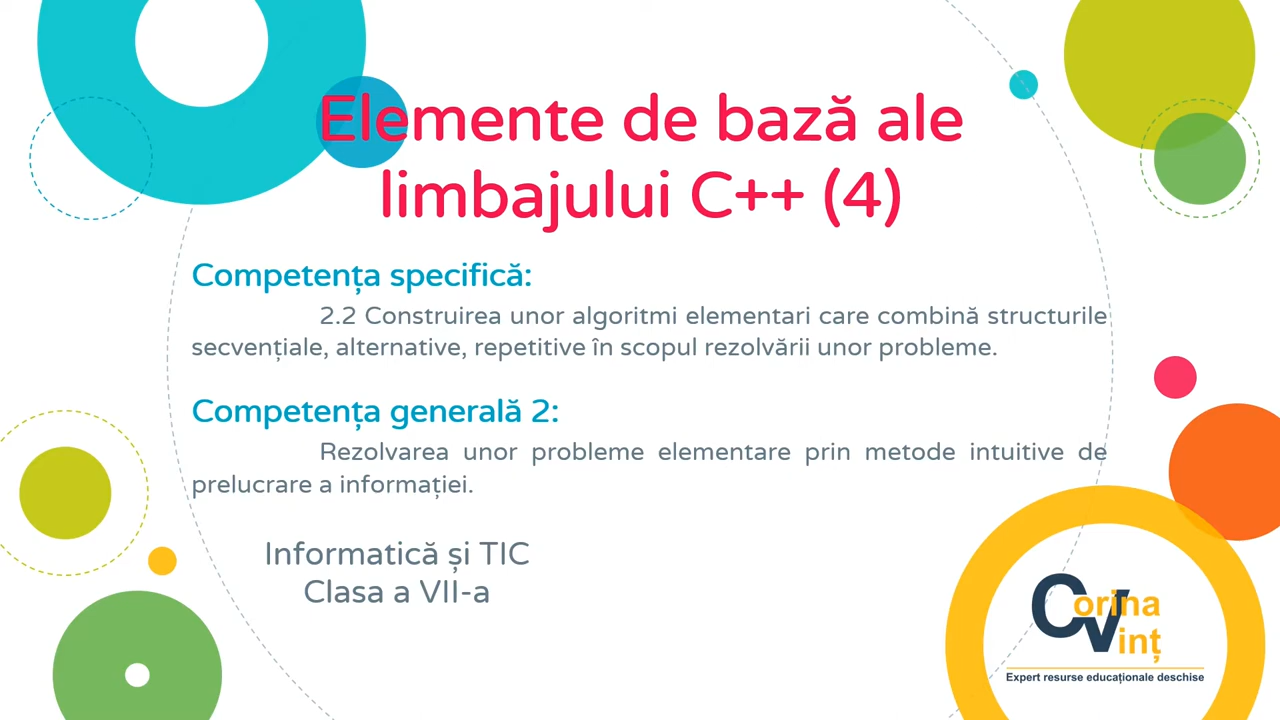 Elemente de bază ale
limbajului C++ (4)
Competența specifică:
2.2 Construirea unor algoritmi elementari care combină structurile
secvențiale, alternative, repetitive în scopul rezolvării unor probleme.
Competența generală 2:
Rezolvarea unor probleme elementare prin metode intuitive de
prelucrare a informației.
Informatică și TIC
Clasa a VII-a
Corina
Vinț
Expert resurse educaționale deschise